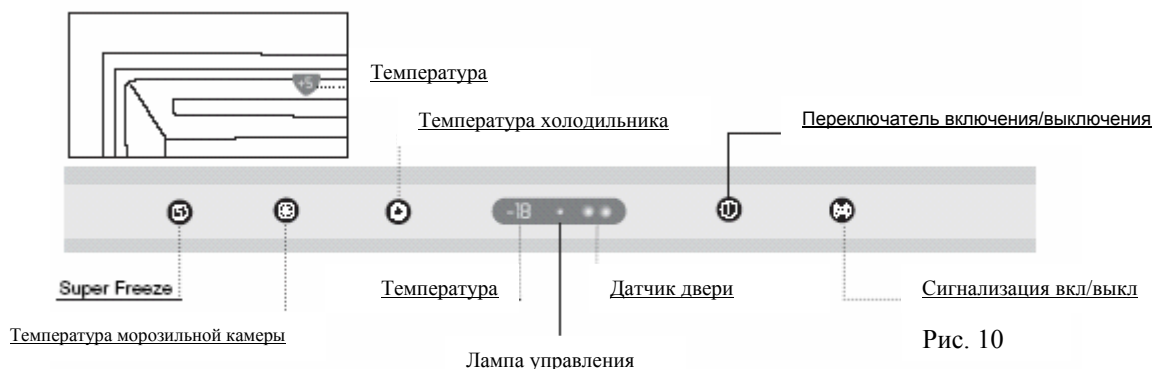 +5
Температура
Температура холодильника
Переключатель включения/выключения
-18
Super Freeze
Температура
Датчик двери
Сигнализация вкл/выкл
Температура морозильной камеры
Рис. 10
Лампа управления